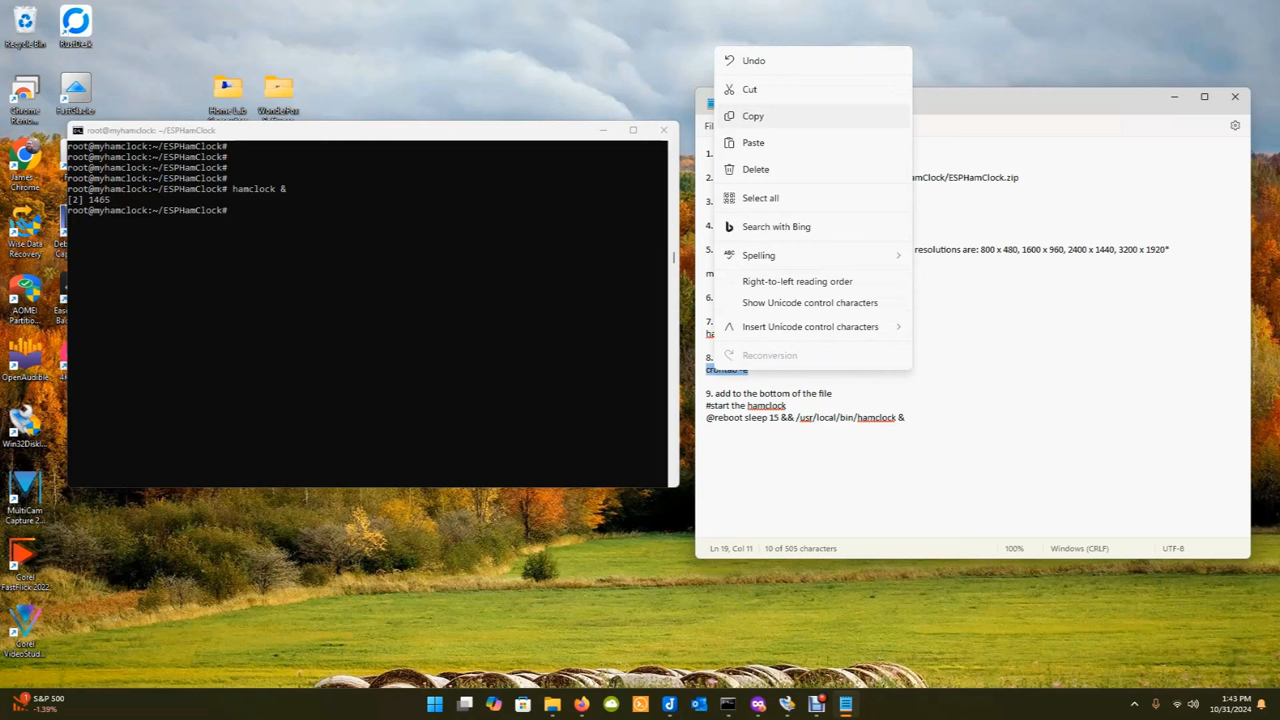 Recycle Bin
RustDesk
Chrome
Remo...
FastGlacier
Home Lab
WonderFox
James -
Chrome
Wise Data
Recovery
AOMEI
Partitio...
OpenAudible
Win32Diskl...
MultiCam
Capture 2...
Corel
FastFlick 2022
Corel
VideoStud...
root@myhamclock: ~/ESPHamClock
root@myhamclock:~/ESPHamClock#
root@myhamclock:~/ESPHamClock#
root@myhamclock:~/ESPHamClock#
root@myhamclock:~/ESPHamClock#
root@myhamclock:~/ESPHamClock# hamclock &
[2] 1465
root@myhamclock:~/ESPHamClock#
Undo
Cut
Copy
Paste
Delete
Select all
Search with Bing
Spelling
Right-to-left reading order
Show Unicode control characters
Insert Unicode control characters
Reconversion
1.
2. amClock/ESPHamClock.zip
3.
4.
5. resolutions are: 800 x 480, 1600 x 960, 2400 x 1440, 3200 x 1920"
6.
7.
8.
crontab -e
9. add to the bottom of the file
#start the hamclock
@reboot sleep 15 && /usr/local/bin/hamclock &
Ln 19, Col 11 10 of 505 characters 100% Windows (CRLF) UTF-8
S&P 500
-1.39%
1:43 PM
10/31/2024